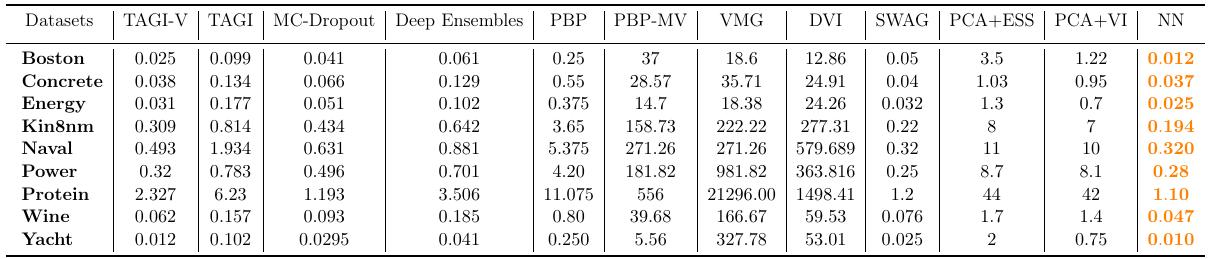 Datasets TAGI-V TAGI MC-Dropout Deep Ensembles PBP PBP-MV VMG DVI SWAG PCA+ESS PCA+VI NN
Boston 0.025 0.099 0.041 0.061 0.25 37 18.6 12.86 0.05 3.5 1.22 0.012
Concrete 0.038 0.134 0.066 0.129 0.55 28.57 35.71 24.91 0.04 1.03 0.95 0.037
Energy 0.031 0.177 0.051 0.102 0.375 14.7 18.38 24.26 0.032 1.3 0.7 0.025
Kin8nm 0.309 0.814 0.434 0.642 3.65 158.73 222.22 277.31 0.22 8 7 0.194
Naval 0.493 1.934 0.631 0.881 5.375 271.26 271.26 579.689 0.32 11 10 0.320
Power 0.32 0.783 0.496 0.701 4.20 181.82 981.82 363.816 0.25 8.7 8.1 0.28
Protein 2.327 6.23 1.193 3.506 11.075 556 21296.00 1498.41 1.2 44 42 1.10
Wine 0.062 0.157 0.093 0.185 0.80 39.68 166.67 59.53 0.076 1.7 1.4 0.047
Yacht 0.012 0.102 0.0295 0.041 0.250 5.56 327.78 53.01 0.025 2 0.75 0.010